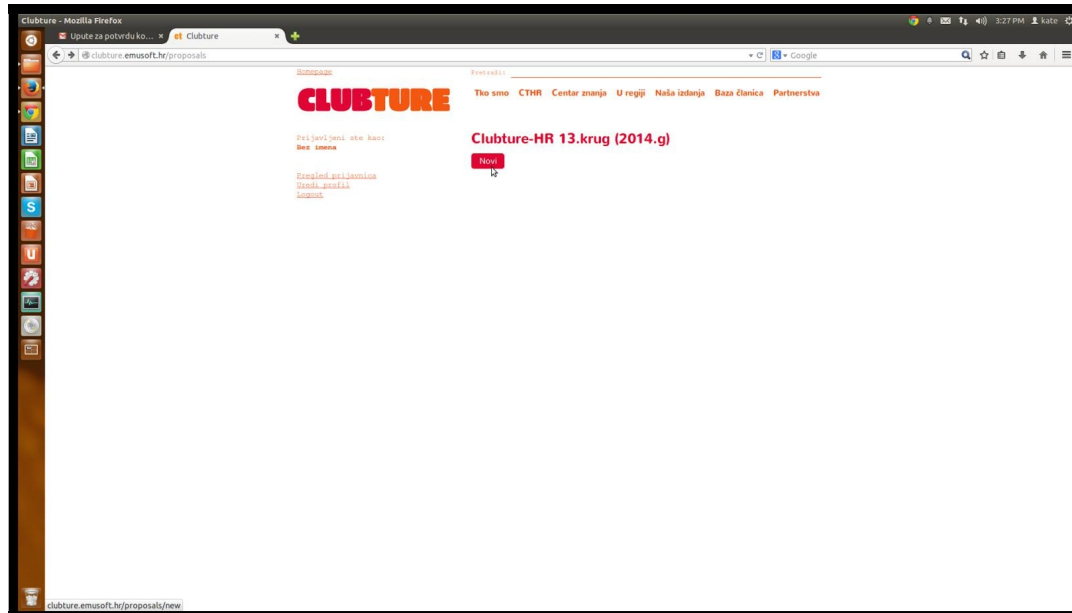 Clubture - Mozilla Firefox
3:27 PM kate
Upute za potvrdu ko... × et Clubture ×
clubture.emusoft.hr/proposals
Google
Homepage
Pretraži:
CLUBTURE
Tko smo CTHR Centar znanja U regiji Naša izdanja Baza članica Partnerstva
Prijavljeni ste kao:
Bez imena
Clubture-HR 13.krug (2014.g)
Novi
Pregled prijavnica
Uredi profil
Logout
clubture.emusoft.hr/proposals/new